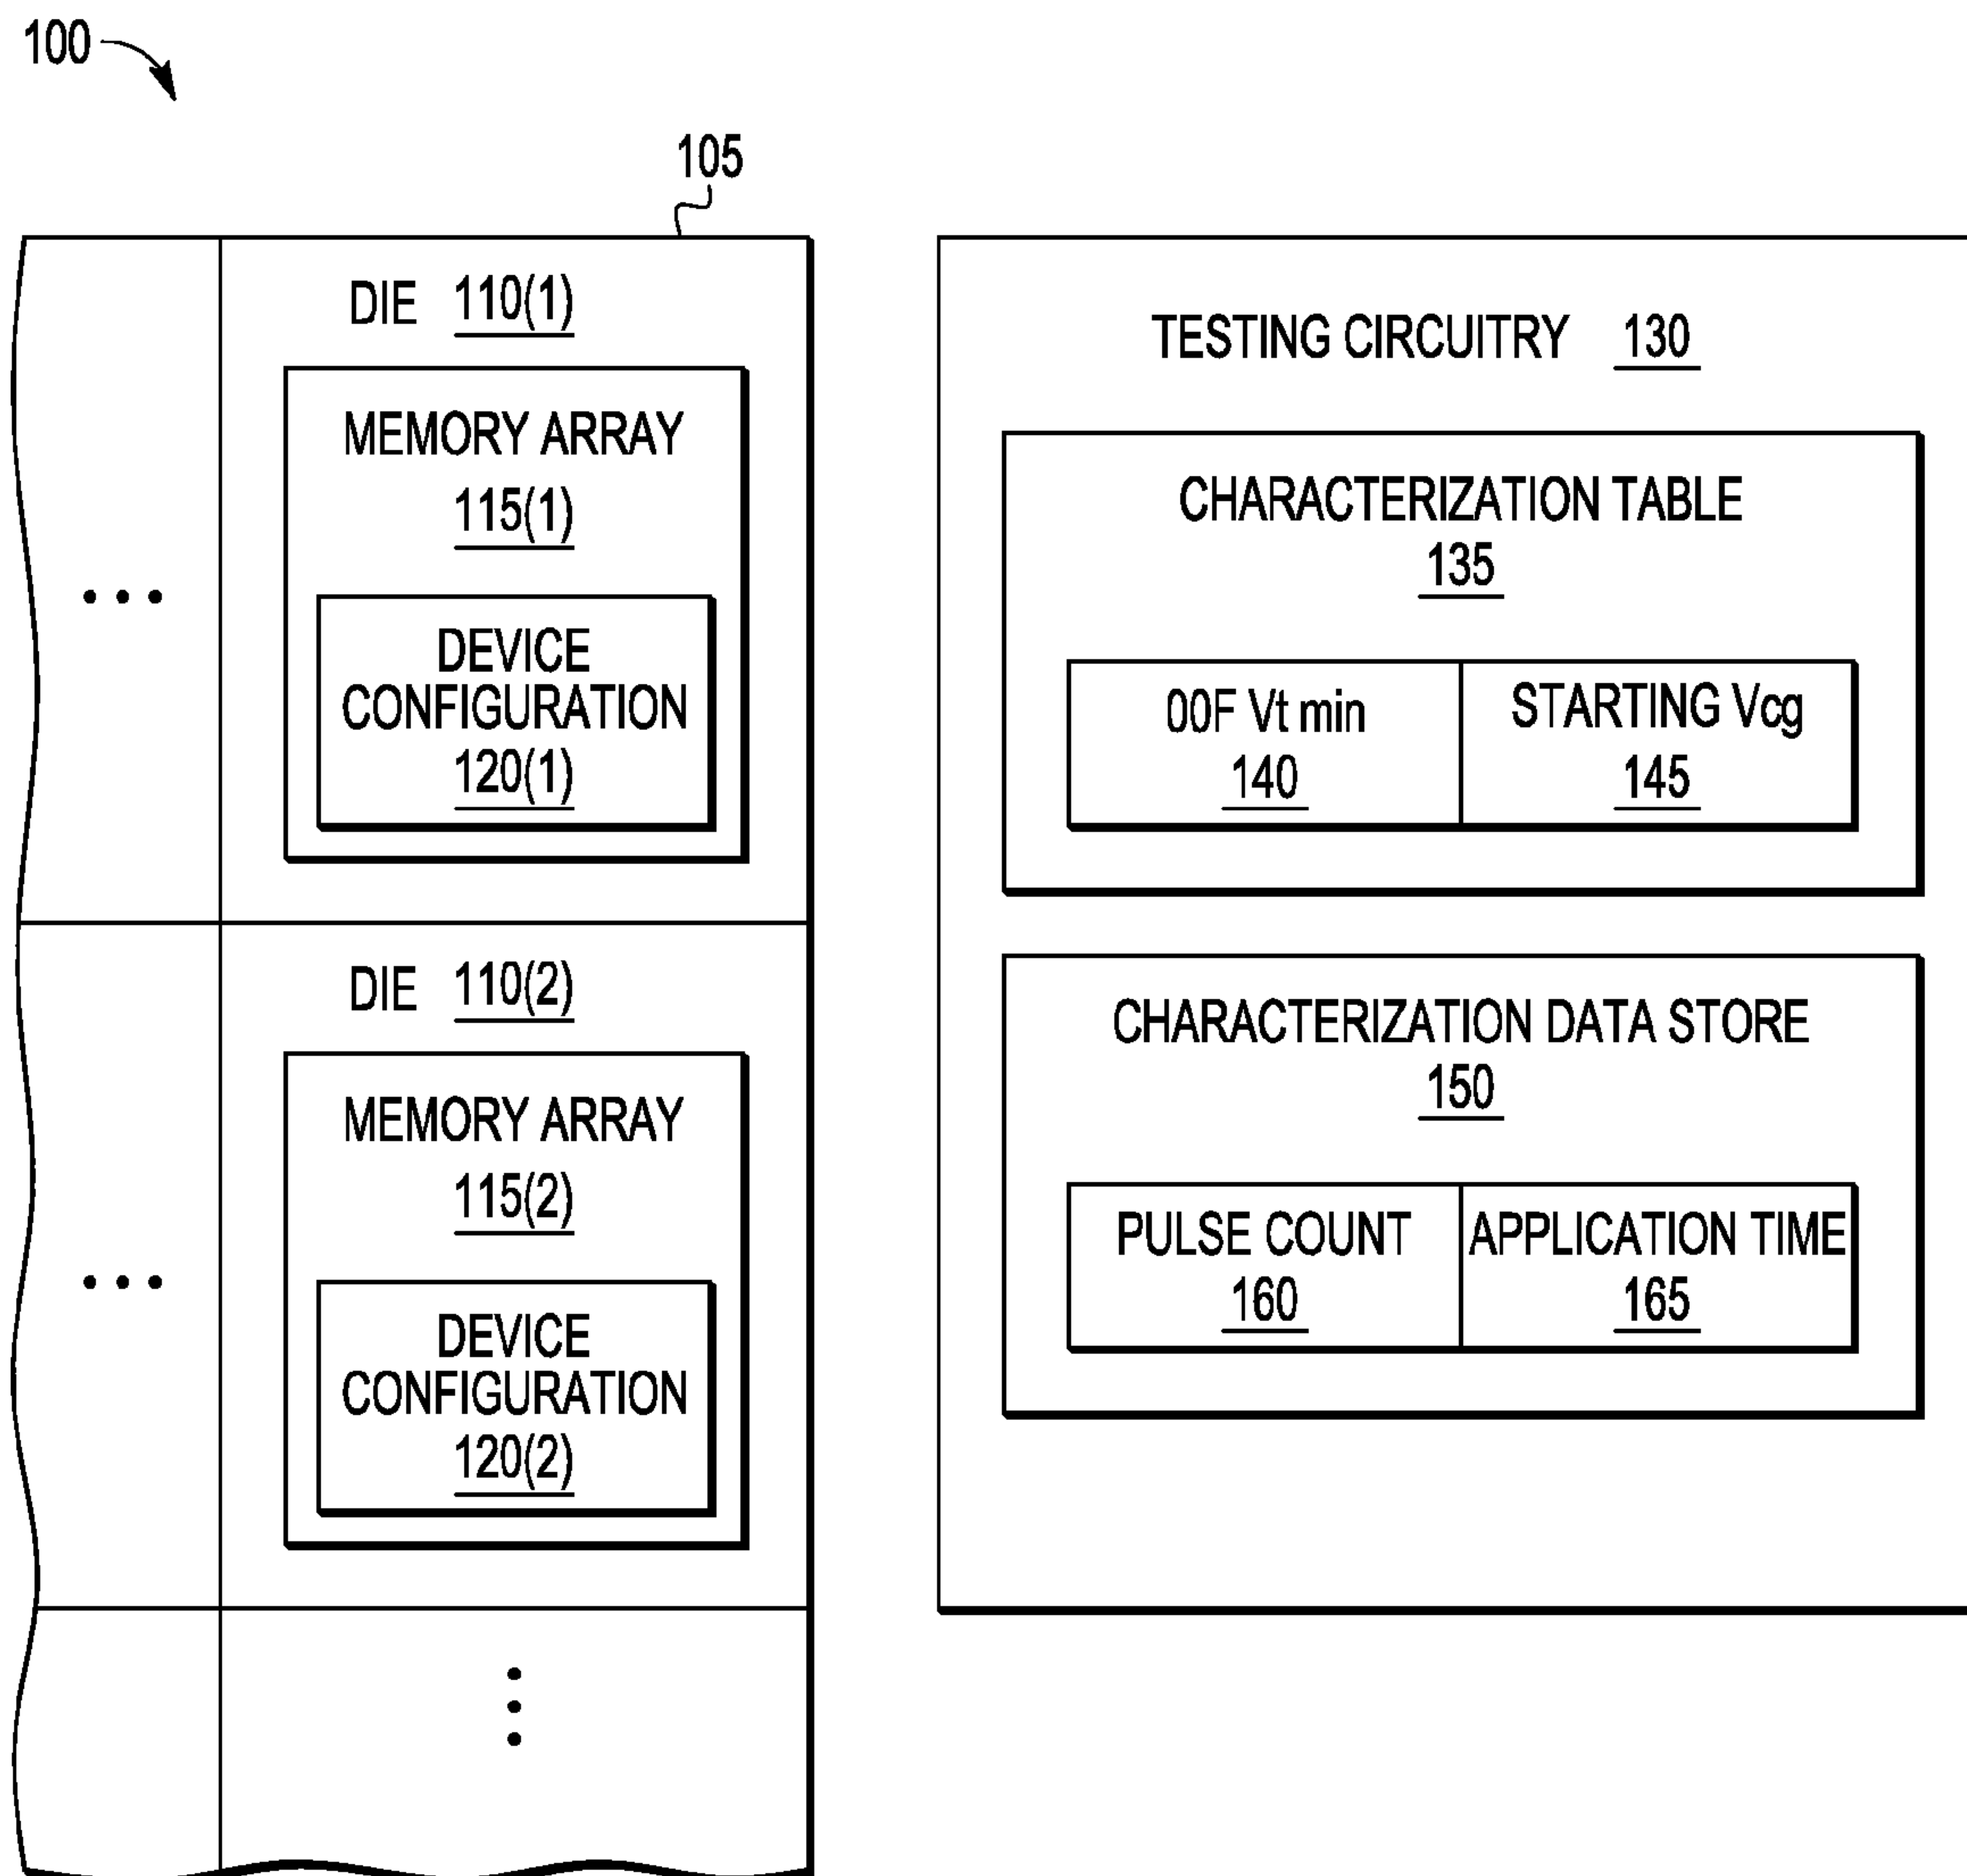 100
105
DIE 110(1)
MEMORY ARRAY
115(1)
DEVICE
CONFIGURATION
120(1)
DIE 110(2)
MEMORY ARRAY
115(2)
DEVICE
CONFIGURATION
120(2)
TESTING CIRCUITRY 130
CHARACTERIZATION TABLE
135
00F Vt min
140
STARTING Vcg
145
CHARACTERIZATION DATA STORE
150
PULSE COUNT
160
APPLICATION TIME
165